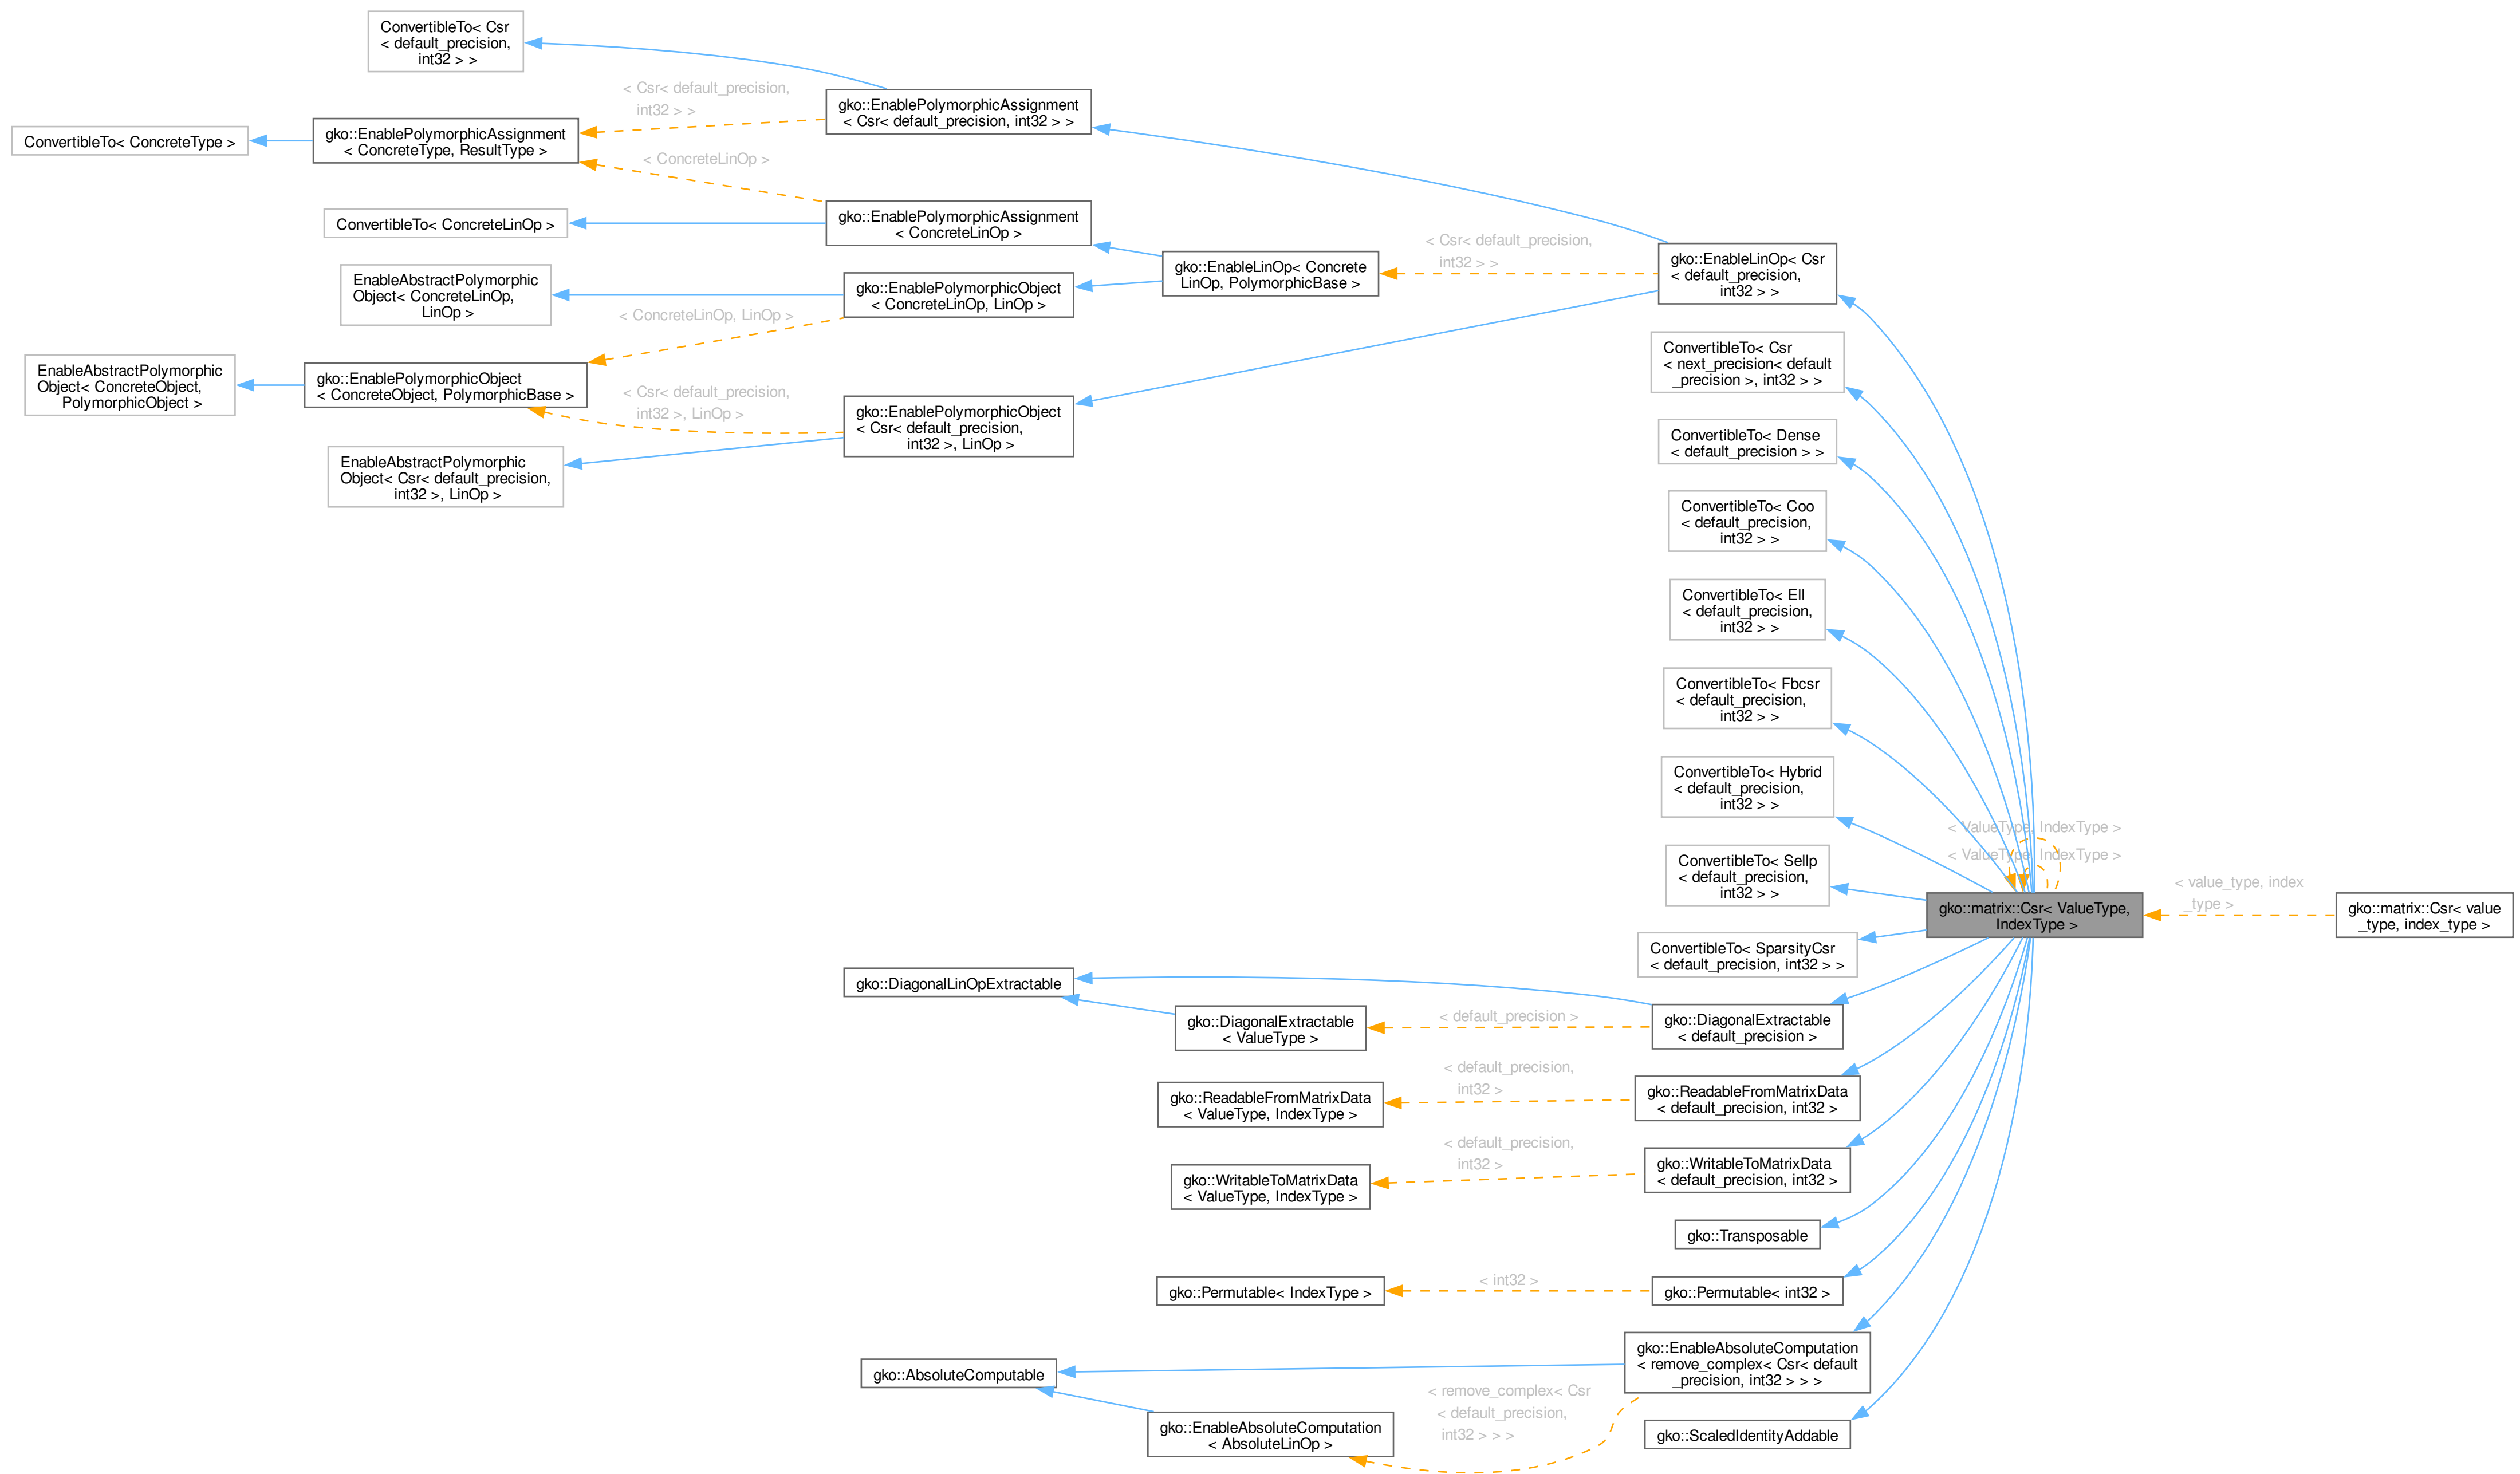 ConvertibleTo< Csr
< default_precision,
int32 > >
ConvertibleTo< ConcreteType >
gko::EnablePolymorphicAssignment
< ConcreteType, ResultType >
< Csr< default_precision,
int32 > >
< ConcreteLinOp >
gko::EnablePolymorphicAssignment
< Csr< default_precision, int32 > >
ConvertibleTo< ConcreteLinOp >
gko::EnablePolymorphicAssignment
< ConcreteLinOp >
EnableAbstractPolymorphic
Object< ConcreteLinOp,
LinOp >
gko::EnablePolymorphicObject
< ConcreteLinOp, LinOp >
< ConcreteLinOp, LinOp >
gko::EnableLinOp< Concrete
LinOp, PolymorphicBase >
< Csr< default_precision,
int32 > >
gko::EnableLinOp< Csr
< default_precision,
int32 > >
EnableAbstractPolymorphic
Object< ConcreteObject,
PolymorphicObject >
gko::EnablePolymorphicObject
< ConcreteObject, PolymorphicBase >
< Csr< default_precision,
int32 >, LinOp >
gko::EnablePolymorphicObject
< Csr< default_precision,
int32 >, LinOp >
EnableAbstractPolymorphic
Object< Csr< default_precision,
int32 >, LinOp >
ConvertibleTo< Csr
< next_precision< default
_precision >, int32 > >
ConvertibleTo< Dense
< default_precision > >
ConvertibleTo< Coo
< default_precision,
int32 > >
ConvertibleTo< Ell
< default_precision,
int32 > >
ConvertibleTo< Fbcsr
< default_precision,
int32 > >
ConvertibleTo< Hybrid
< default_precision,
int32 > >
ConvertibleTo< Sellp
< default_precision,
int32 > >
ConvertibleTo< SparsityCsr
< default_precision, int32 > >
< ValueType, IndexType >
< ValueType, IndexType >
gko::matrix::Csr< ValueType,
IndexType >
< value_type, index
_type >
gko::matrix::Csr< value
_type, index_type >
gko::DiagonalLinOpExtractable
gko::DiagonalExtractable
< ValueType >
< default_precision >
gko::DiagonalExtractable
< default_precision >
gko::ReadableFromMatrixData
< ValueType, IndexType >
< default_precision,
int32 >
gko::ReadableFromMatrixData
< default_precision, int32 >
gko::WritableToMatrixData
< ValueType, IndexType >
< default_precision,
int32 >
gko::WritableToMatrixData
< default_precision, int32 >
gko::Transposable
gko::Permutable< IndexType >
< int32 >
gko::Permutable< int32 >
gko::AbsoluteComputable
gko::EnableAbsoluteComputation
< AbsoluteLinOp >
< remove_complex< Csr
< default_precision,
int32 > > >
gko::EnableAbsoluteComputation
< remove_complex< Csr< default
_precision, int32 > > >
gko::ScaledIdentityAddable